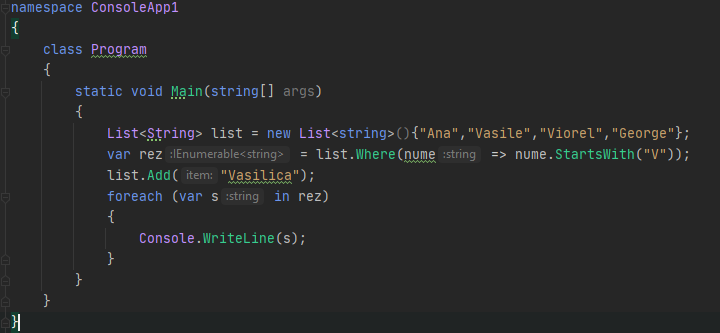 namespace ConsoleApp1
{
class Program
{
static void Main(string[] args)
{
List<String> list = new List<string>(){"Ana","Vasile","Viorel","George"};
var rez :IEnumerable<string> = list.Where(nume :string => nume.StartsWith("V"));
list.Add( item: "Vasilica");
foreach (var s :string in rez)
{
Console.WriteLine(s);
}
}
}
}